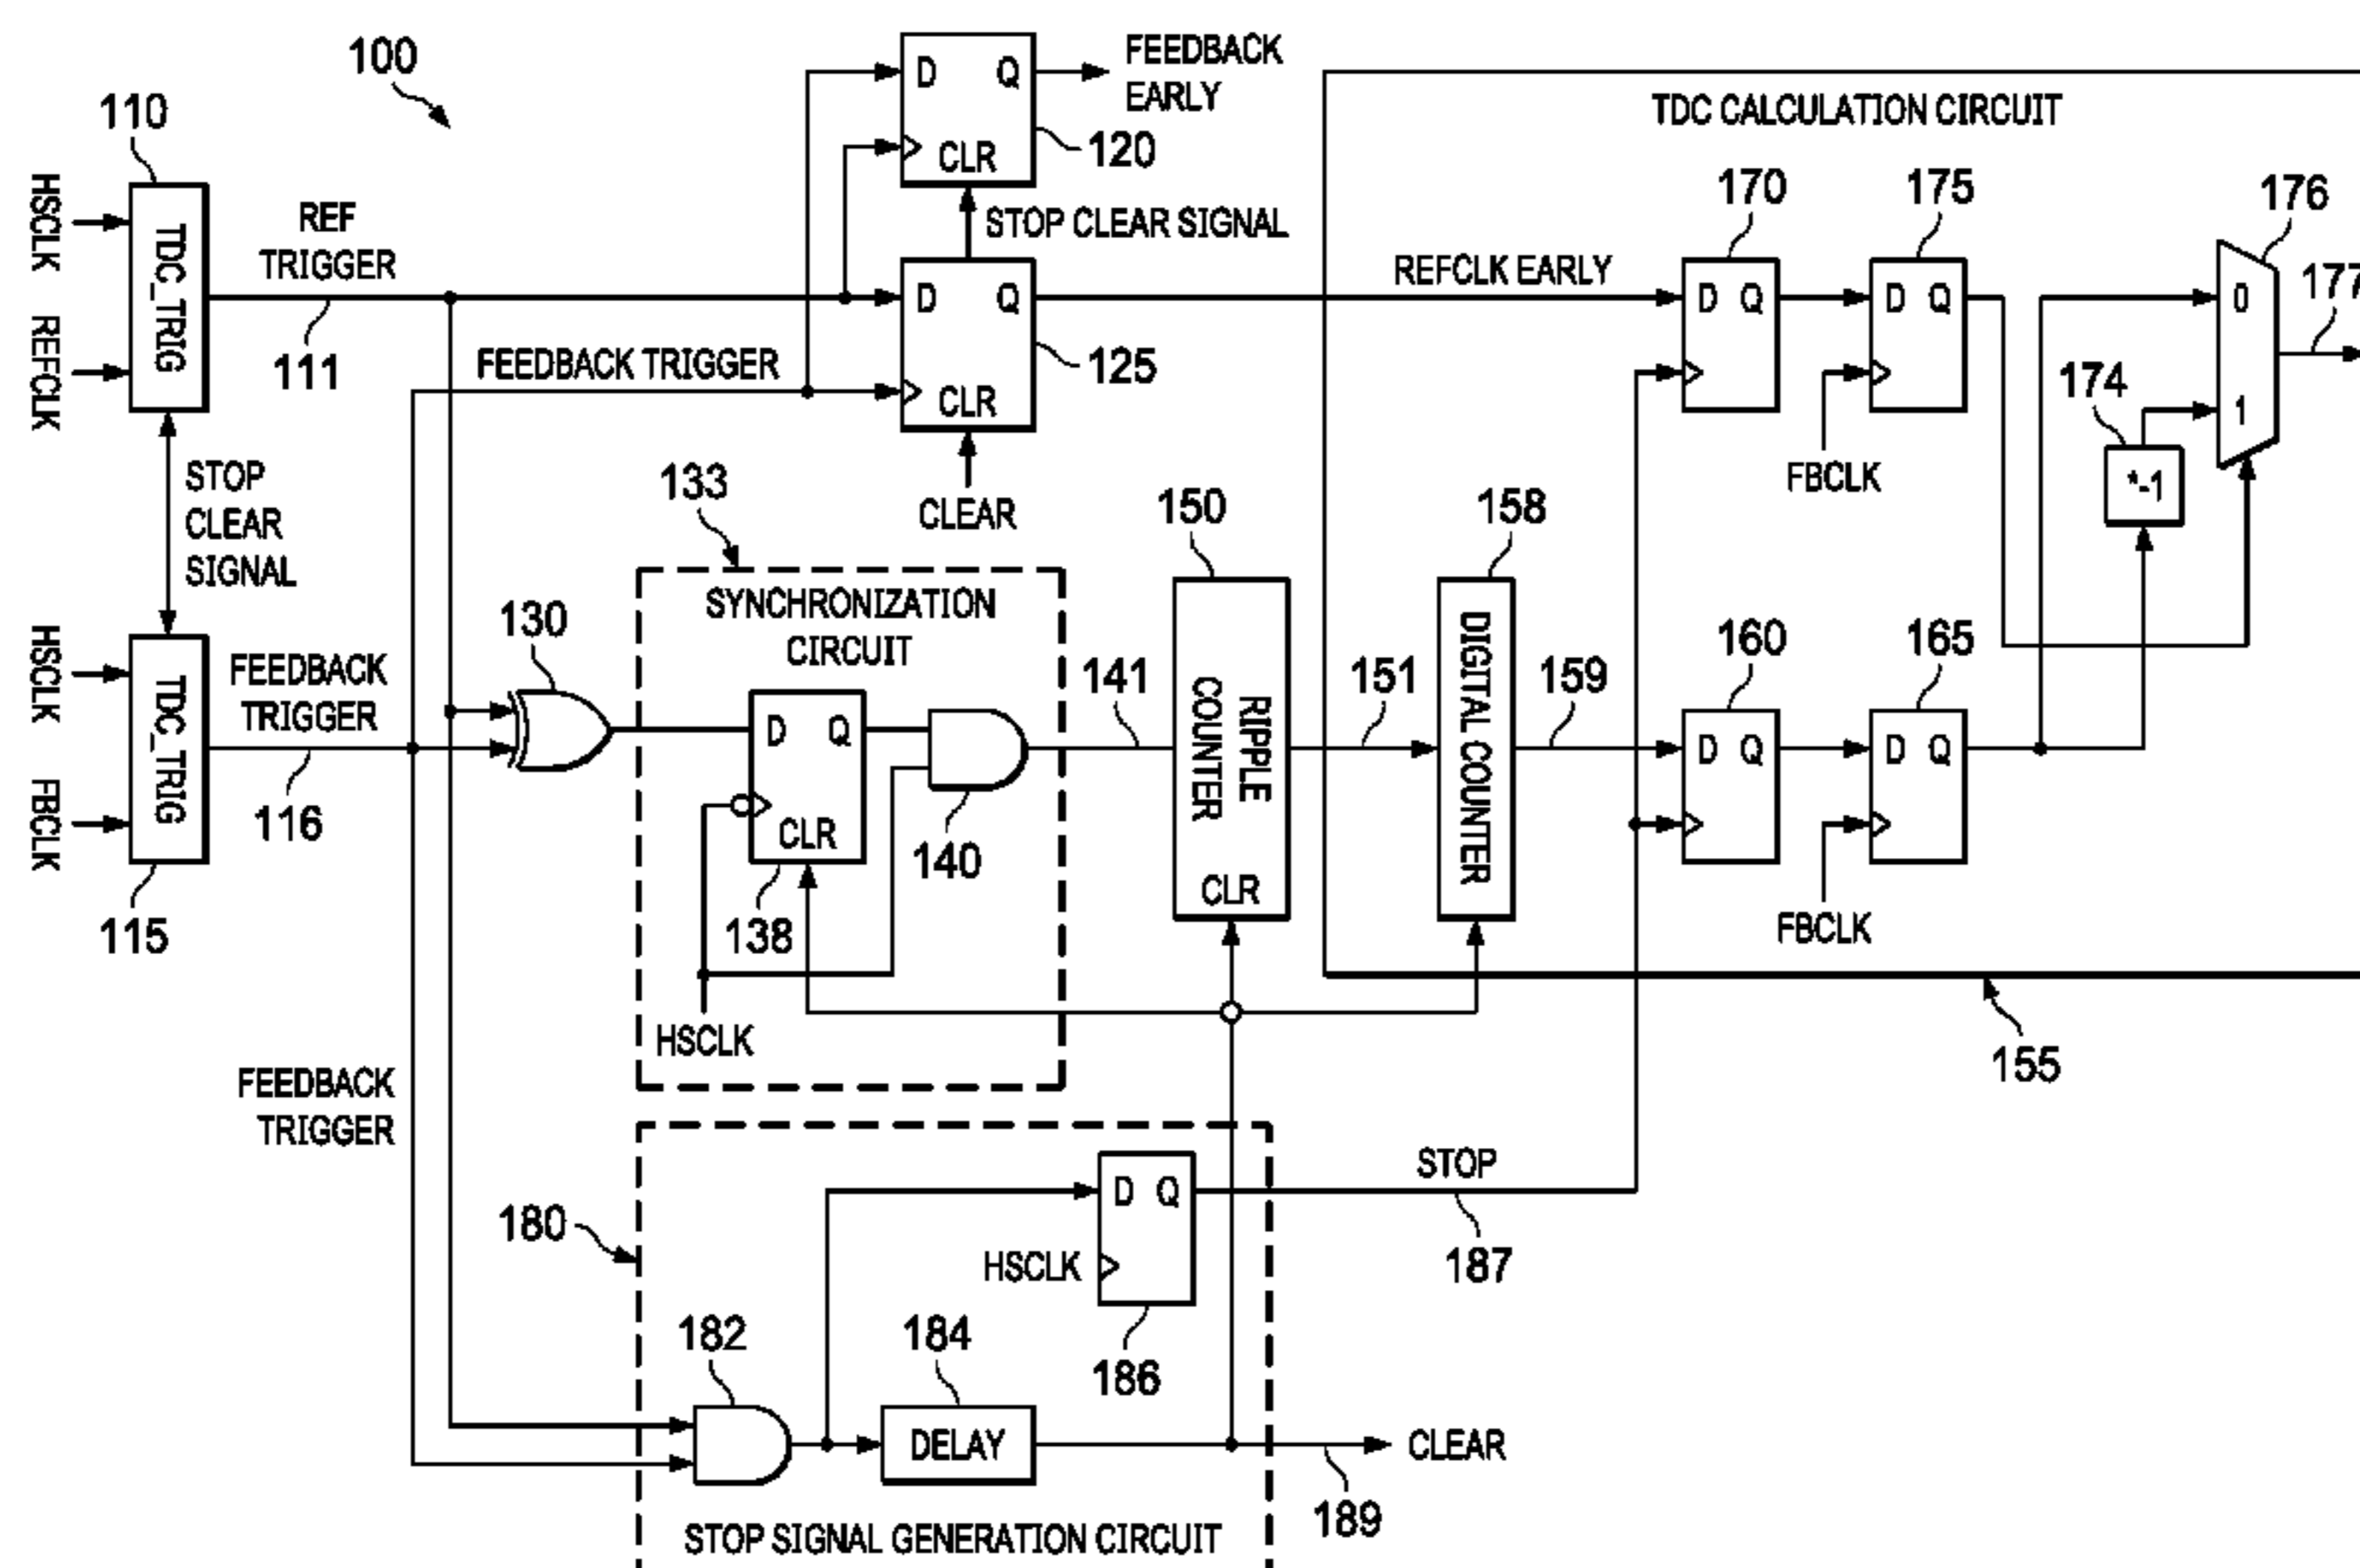 100
110
HSCLK
REFCLK
TDC_TRIG
REF
TRIGGER
111
STOP
CLEAR
SIGNAL
HSCLK
FBCLK
TDC_TRIG
115
FEEDBACK
TRIGGER
116
FEEDBACK TRIGGER
D Q
CLR
FEEDBACK
EARLY
120
STOP CLEAR SIGNAL
D Q
CLR
125
CLEAR
REFCLK EARLY
TDC CALCULATION CIRCUIT
170
D Q
175
D Q
FBCLK
176
0
1
177
174
*-1
130
133
SYNCHRONIZATION
CIRCUIT
D Q
CLR
138
140
HSCLK
141
150
RIPPLE
COUNTER
CLR
151
158
DIGITAL COUNTER
159
160
D Q
165
D Q
FBCLK
155
FEEDBACK
TRIGGER
180
182
184
DELAY
D Q
HSCLK
186
STOP
187
CLEAR
189
STOP SIGNAL GENERATION CIRCUIT